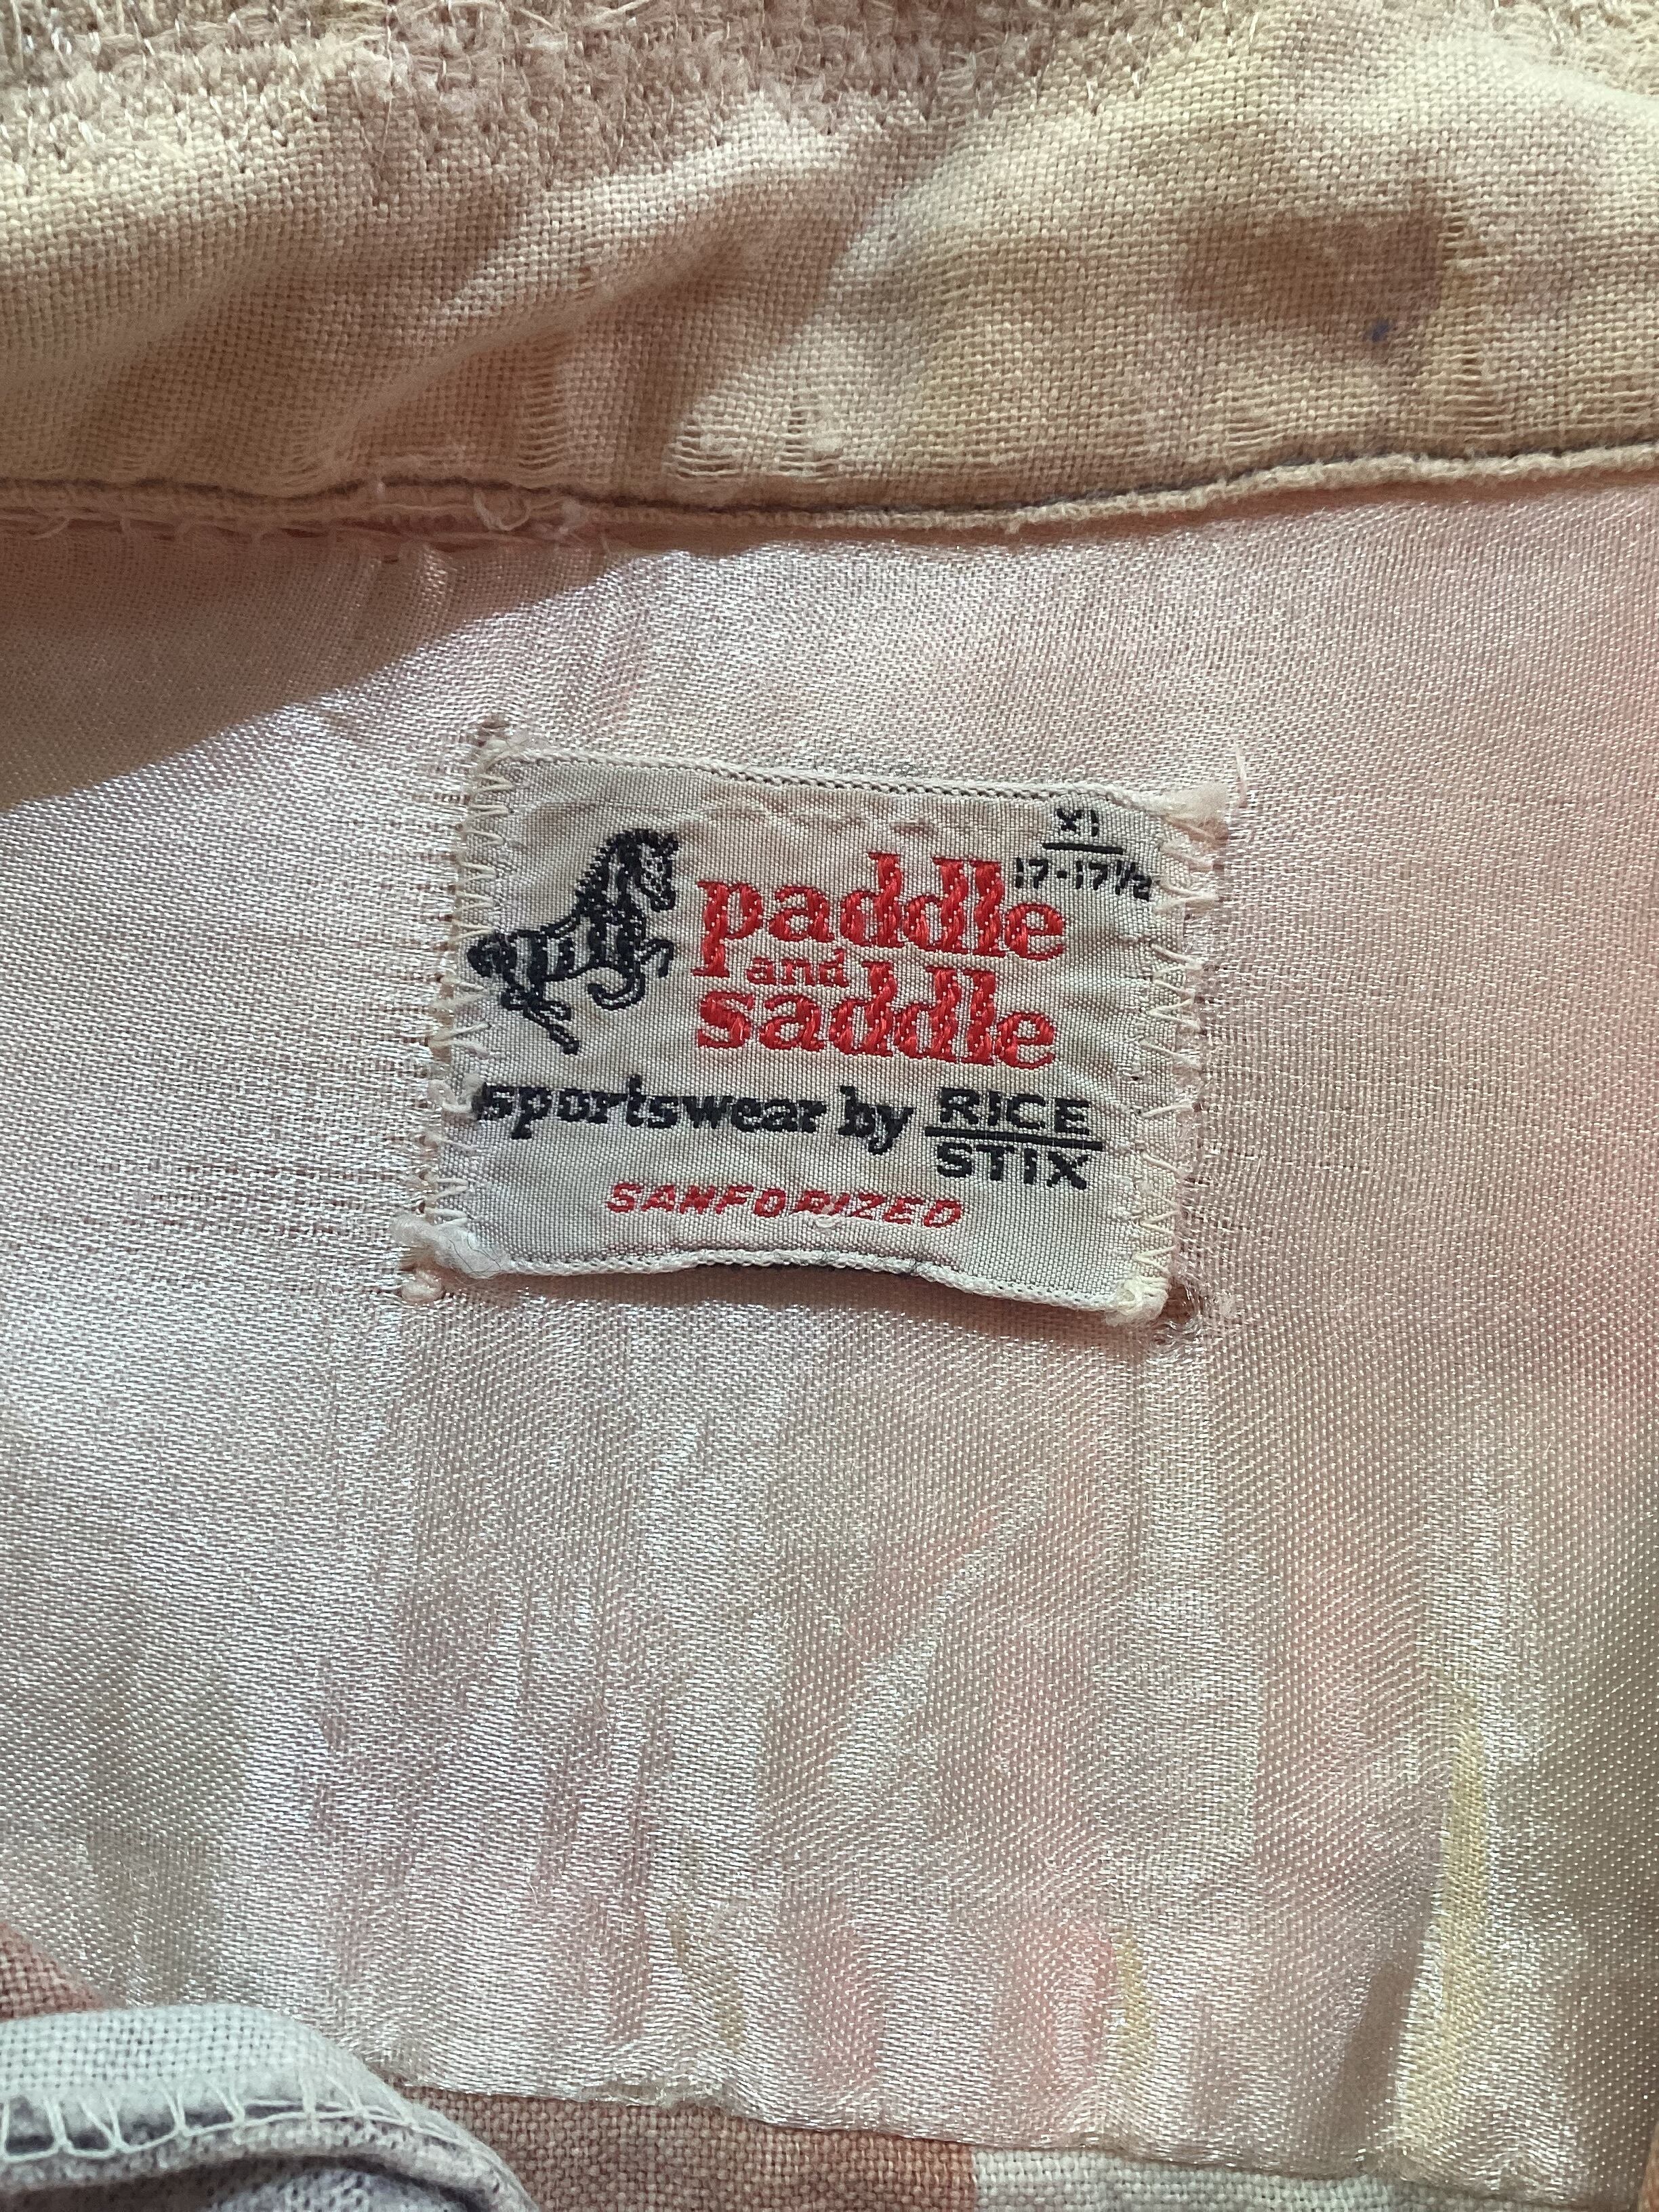 XL
17-17½
paddle
and
saddle
sportswear by RICE
STIX
SANFORIZED